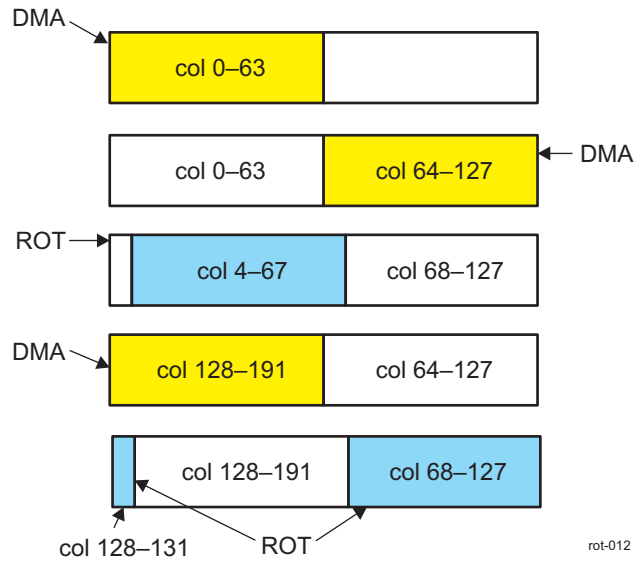 DMA
col 0–63
col 0–63 col 64–127 DMA
ROT
col 4–67 col 68–127
DMA
col 128–191 col 64–127
col 128–191 col 68–127
col 128–131 ROT rot-012